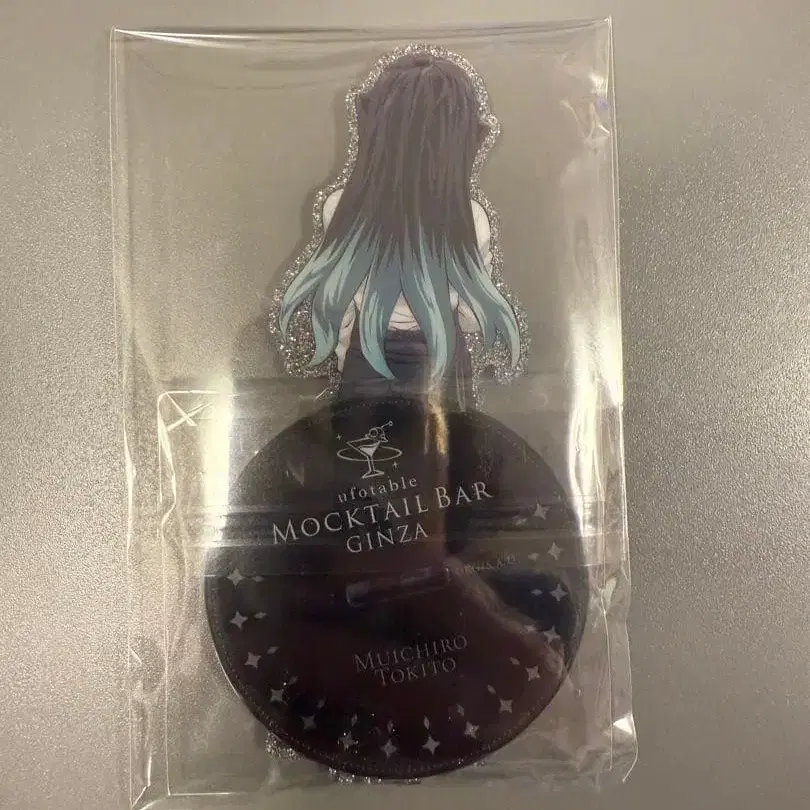 ufotable
MOCKTAIL BAR
GINZA
MUICHIRO
TOKITO